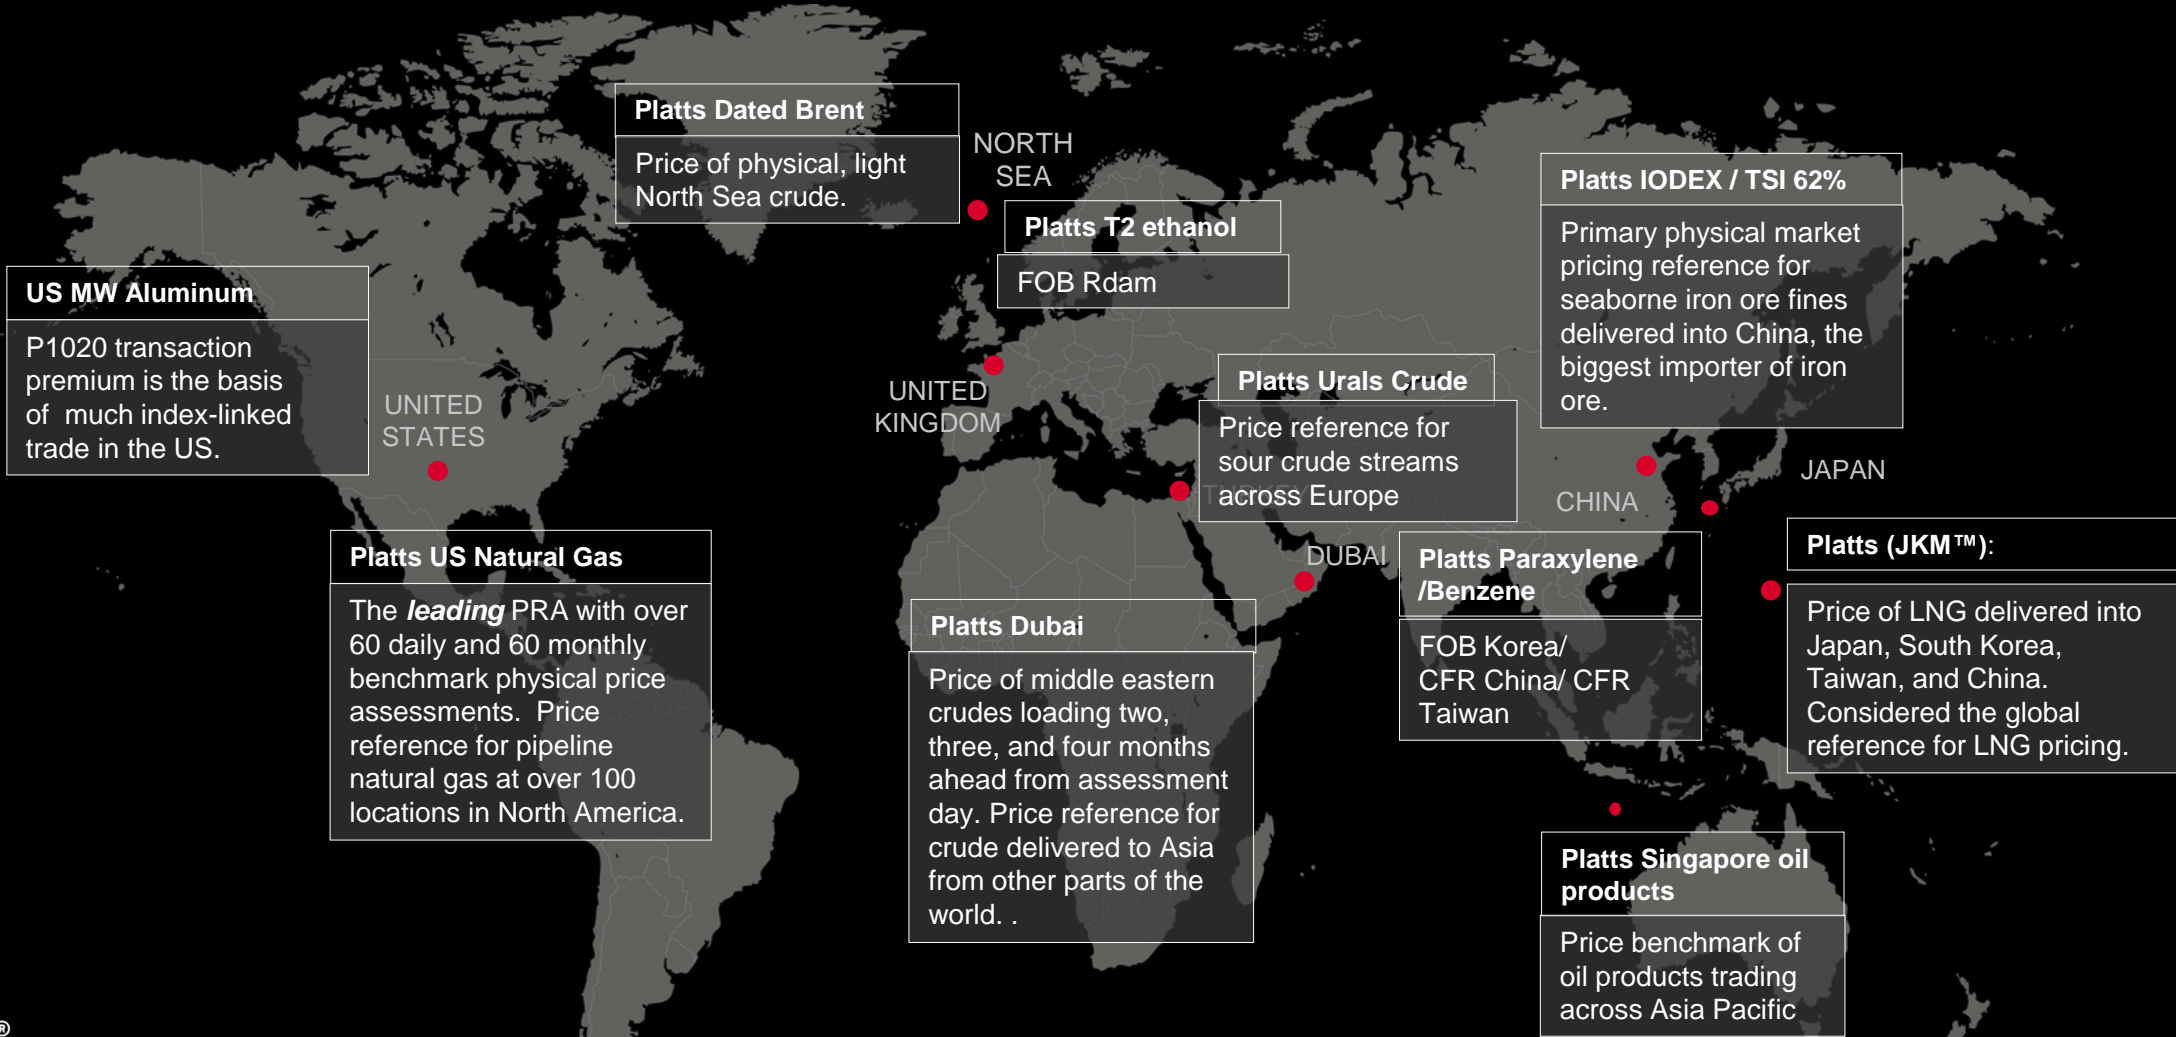 Platts Dated Brent
Price of physical, light
North Sea crude.
NORTH
SEA
Platts T2 ethanol
FOB Rdam
Platts IODEX / TSI 62%
Primary physical market
pricing reference for
seaborne iron ore fines
delivered into China, the
biggest importer of iron
ore.
US MW Aluminum
P1020 transaction
premium is the basis
of  much index-linked
trade in the US.
UNITED
STATES
UNITED
KINGDOM
Platts Urals Crude
Price reference for
sour crude streams
across Europe
TURKEY
CHINA
JAPAN
Platts US Natural Gas
The leading PRA with over
60 daily and 60 monthly
benchmark physical price
assessments.  Price
reference for pipeline
natural gas at over 100
locations in North America.
DUBAI
Platts Dubai
Price of middle eastern
crudes loading two,
three, and four months
ahead from assessment
day. Price reference for
crude delivered to Asia
from other parts of the
world. .
Platts Paraxylene
/Benzene
FOB Korea/
CFR China/ CFR
Taiwan
Platts (JKM™):
Price of LNG delivered into
Japan, South Korea,
Taiwan, and China.
Considered the global
reference for LNG pricing.
Platts Singapore oil
products
Price benchmark of
oil products trading
across Asia Pacific
®